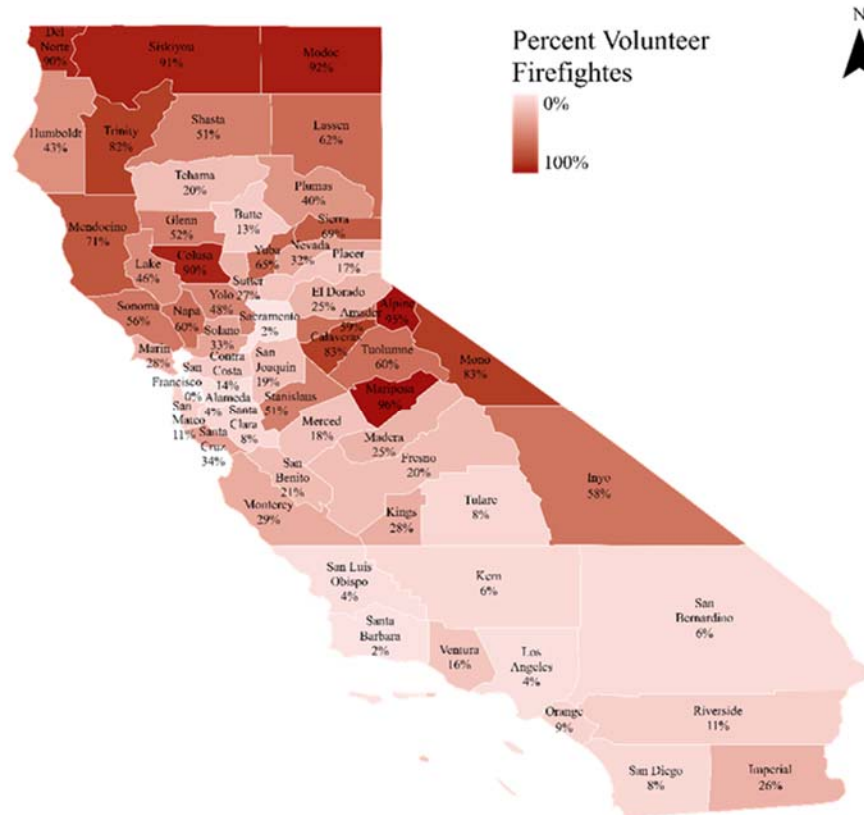 N
Percent Volunteer
Firefightes
0%
100%
Del
Norte
90%
Siskiyou
91%
Modoc
92%
Humboldt
43%
Trinity
82%
Shasta
51%
Lassen
62%
Tehama
20%
Plumas
40%
Mendocino
71%
Glenn
52%
Butte
13%
Sierra
69%
Colusa
90%
Yuba
65%
Nevada
32%
Placer
17%
Lake
46%
Sutter
27%
Sonoma
56%
Napa
60%
Yolo
48%
El Dorado
25%
Alpine
95%
Sacramento
2%
Amador
59%
Solano
33%
Calaveras
83%
Marin
28%
Tuolumne
60%
Mono
83%
Contra
Costa
14%
San
Joaquin
19%
San
Francisco
0%
Alameda
4%
Stanislaus
51%
Mariposa
96%
San
Mateo
11%
Santa
Clara
8%
Santa
Cruz
34%
Merced
18%
Madera
25%
Fresno
20%
San
Benito
21%
Inyo
58%
Monterey
29%
Kings
28%
Tulare
8%
San Luis
Obispo
4%
Kern
6%
San
Bernardino
6%
Santa
Barbara
2%
Ventura
16%
Los
Angeles
4%
Orange
9%
Riverside
11%
San Diego
8%
Imperial
26%